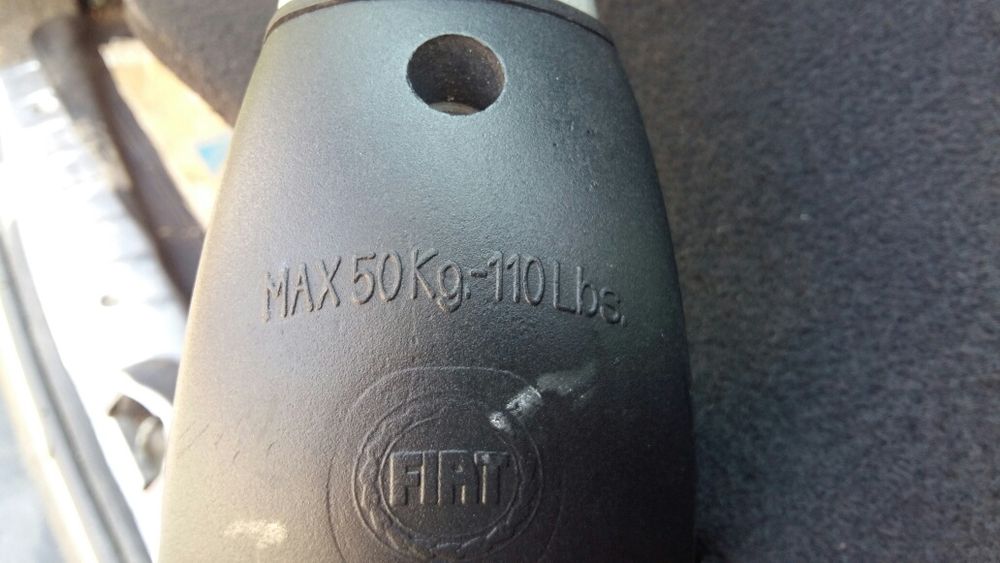 MAX 50 Kg.-110 Lbs.
FIAT